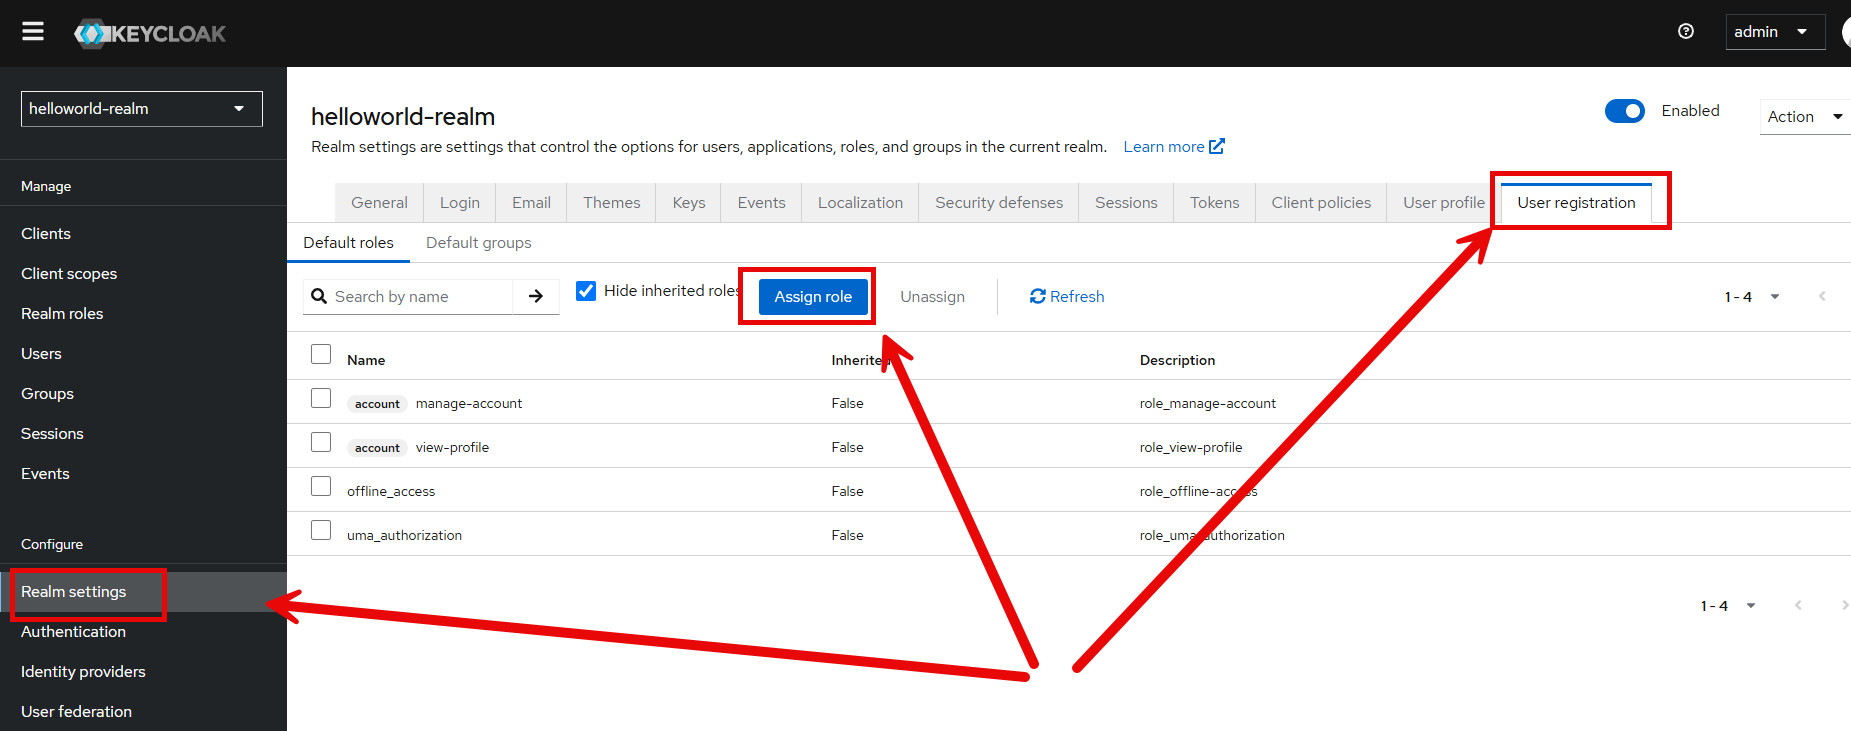 KEYCLOAK
admin
helloworld-realm
Manage
Clients
Client scopes
Realm roles
Users
Groups
Sessions
Events
Configure
Realm settings
Authentication
Identity providers
User federation
helloworld-realm
Enabled
Action
Realm settings are settings that control the options for users, applications, roles, and groups in the current realm. Learn more
General Login Email Themes Keys Events Localization Security defenses Sessions Tokens Client policies User profile User registration
Default roles Default groups
Search by name Hide inherited roles Assign role Unassign Refresh 1 - 4
Name Inherited Description
account manage-account False role_manage-account
account view-profile False role_view-profile
offline_access False role_offline-access
uma_authorization False role_uma_authorization
1 - 4